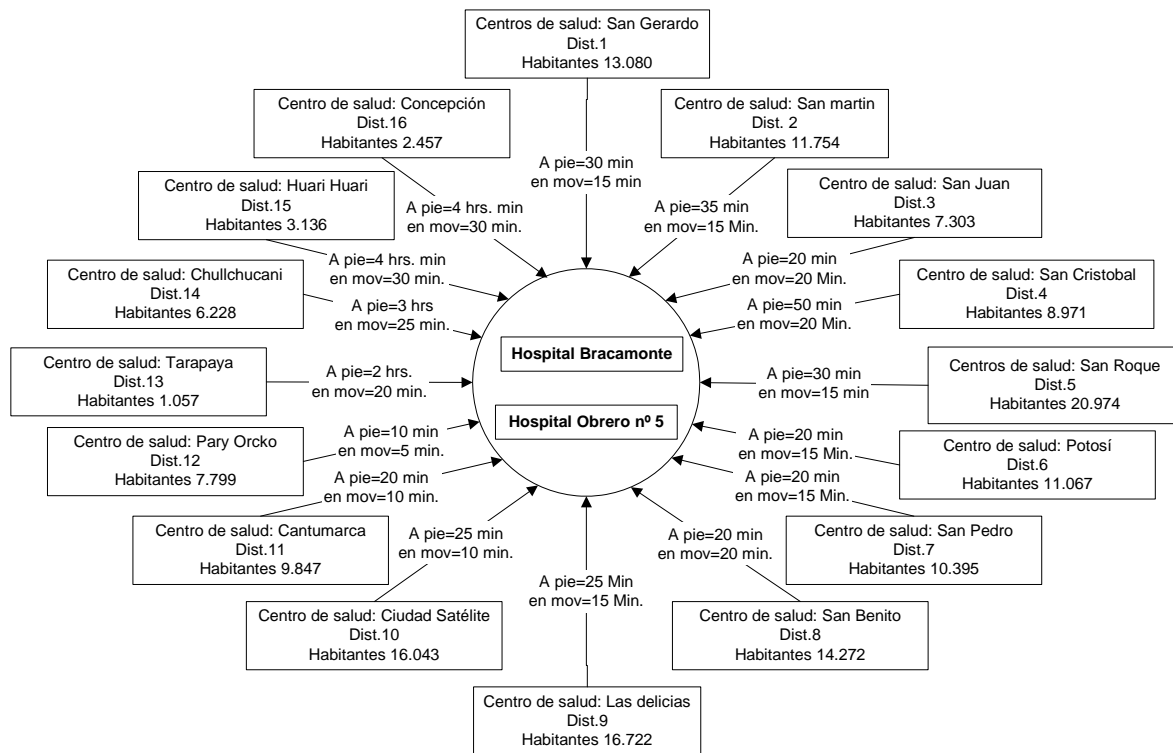 Centros de salud: San Gerardo
Dist.1
Habitantes 13.080
Centro de salud: Concepción
Dist.16
Habitantes 2.457
Centro de salud: San martin
Dist. 2
Habitantes 11.754
A pie=30 min
en mov=15 min
Centro de salud: Huari Huari
Dist.15
Habitantes 3.136
A pie=4 hrs. min
en mov=30 min.
A pie=35 min
en mov=15 Min.
Centro de salud: San Juan
Dist.3
Habitantes 7.303
A pie=4 hrs. min
en mov=30 min.
A pie=20 min
en mov=20 Min.
Centro de salud: Chullchucani
Dist.14
Habitantes 6.228
A pie=3 hrs
en mov=25 min.
A pie=50 min
en mov=20 Min.
Centro de salud: San Cristobal
Dist.4
Habitantes 8.971
Hospital Bracamonte
Centro de salud: Tarapaya
Dist.13
Habitantes 1.057
A pie=2 hrs.
en mov=20 min.
A pie=30 min
en mov=15 min
Centros de salud: San Roque
Dist.5
Habitantes 20.974
Hospital Obrero nº 5
Centro de salud: Pary Orcko
Dist.12
Habitantes 7.799
A pie=10 min
en mov=5 min.
A pie=20 min
en mov=15 Min.
Centro de salud: Potosí
Dist.6
Habitantes 11.067
A pie=20 min
en mov=10 min.
A pie=20 min
en mov=15 Min.
Centro de salud: Cantumarca
Dist.11
Habitantes 9.847
A pie=25 min
en mov=10 min.
A pie=20 min
en mov=20 min.
Centro de salud: San Pedro
Dist.7
Habitantes 10.395
A pie=25 Min
en mov=15 Min.
Centro de salud: Ciudad Satélite
Dist.10
Habitantes 16.043
Centro de salud: San Benito
Dist.8
Habitantes 14.272
Centro de salud: Las delicias
Dist.9
Habitantes 16.722